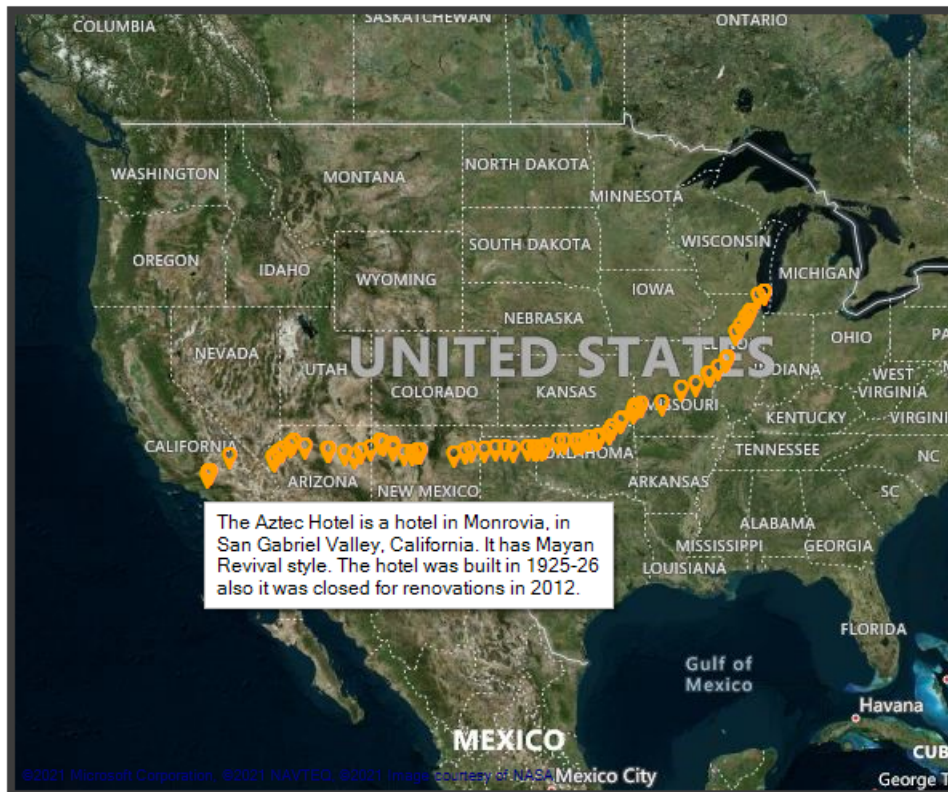 COLUMBIA
SASKATCHEWAN
ONTARIO
WASHINGTON
MONTANA
NORTH DAKOTA
MINNESOTA
OREGON
IDAHO
SOUTH DAKOTA
WISCONSIN
MICHIGAN
WYOMING
IOWA
NEBRASKA
NEVADA
UTAH
UNITED STATES
OHIO
PA
INDIANA
COLORADO
KANSAS
MISSOURI
WEST
VIRGINIA
KENTUCKY
VIRGINI
CALIFORNIA
OKLAHOMA
TENNESSEE
NC
ARIZONA
NEW MEXICO
ARKANSAS
SC
The Aztec Hotel is a hotel in Monrovia, in
San Gabriel Valley, California. It has Mayan
Revival style. The hotel was built in 1925-26
also it was closed for renovations in 2012.
ALABAMA
MISSISSIPPI
GEORGIA
LOUISIANA
FLORIDA
Gulf of
Mexico
Havana
MEXICO
CUB
©2021 Microsoft Corporation, ©2021 NAVTEQ, ©2021 Image courtesy of NASA
Mexico City
George T